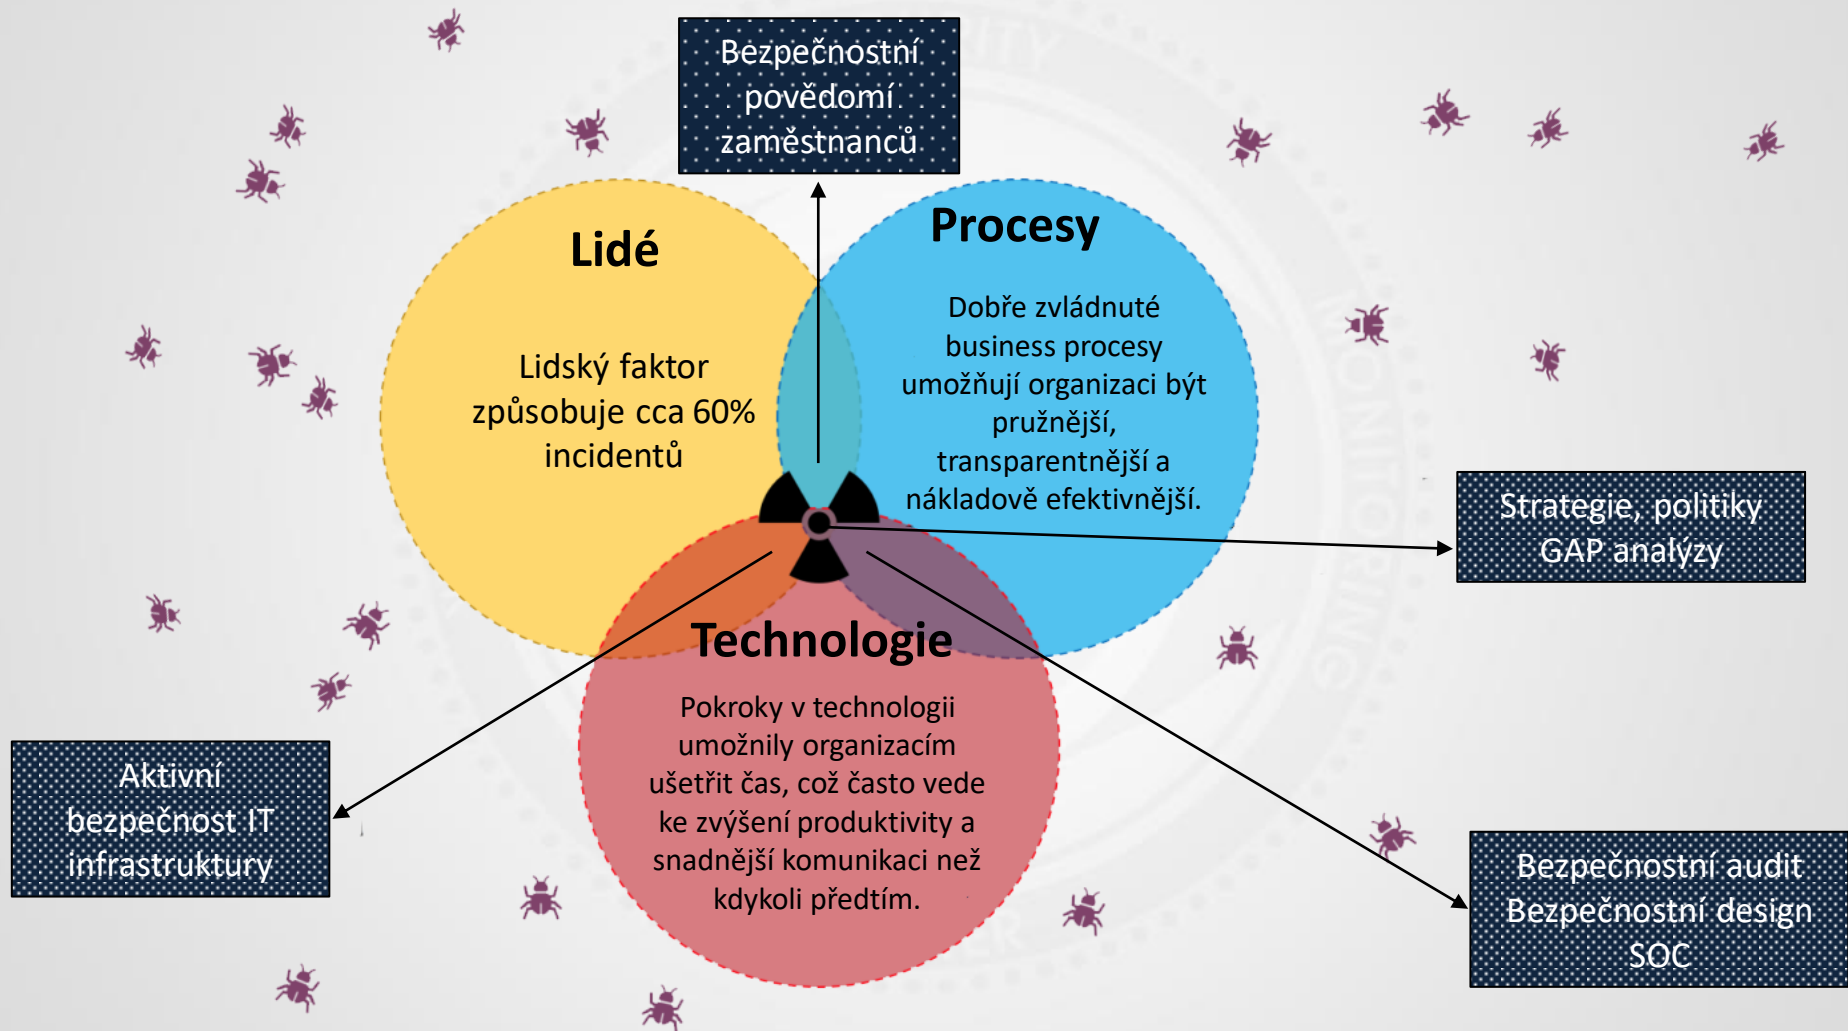 Bezpečnostní
povědomí
zaměstnanců
Lidé
Lidský faktor
způsobuje cca 60%
incidentů
Procesy
Dobře zvládnuté
business procesy
umožňují organizaci být
pružnější,
transparentnější a
nákladově efektivnější.
Strategie, politiky
GAP analýzy
Technologie
Pokroky v technologii
umožnily organizacím
ušetřit čas, což často vede
ke zvýšení produktivity a
snadnější komunikaci než
kdykoli předtím.
Aktivní
bezpečnost IT
infrastruktury
Bezpečnostní audit
Bezpečnostní design
SOC
MONITORING